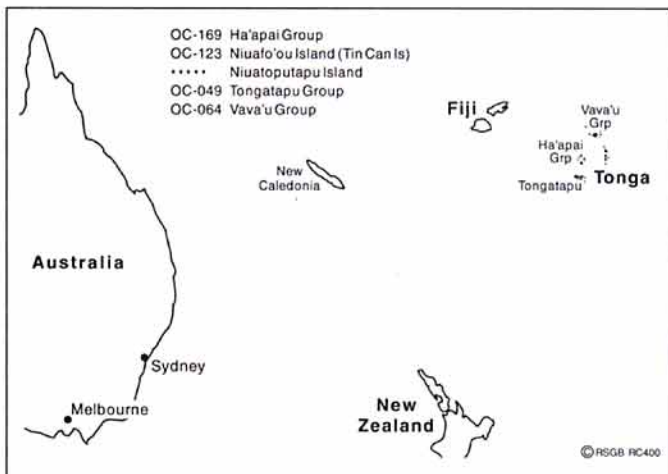 OC-169 Ha'apai Group
OC-123 Niuafo'ou Island (Tin Can Is)
..... Niuatoputapu Island
OC-049 Tongatapu Group
OC-064 Vava'u Group
Fiji
Vava'u
Grp
Ha'apai
Grp
Tongatapu
Tonga
New
Caledonia
Australia
Sydney
Melbourne
New
Zealand
©RSGB RC400